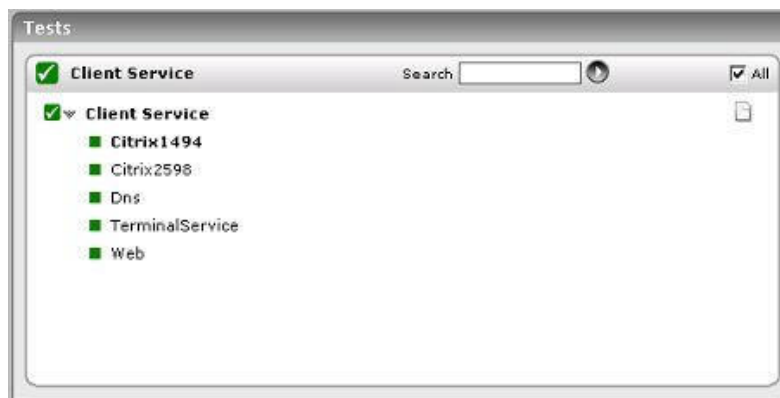 Tests
Client Service Search All
Client Service
Citrix1494
Citrix2598
Dns
TerminalService
Web